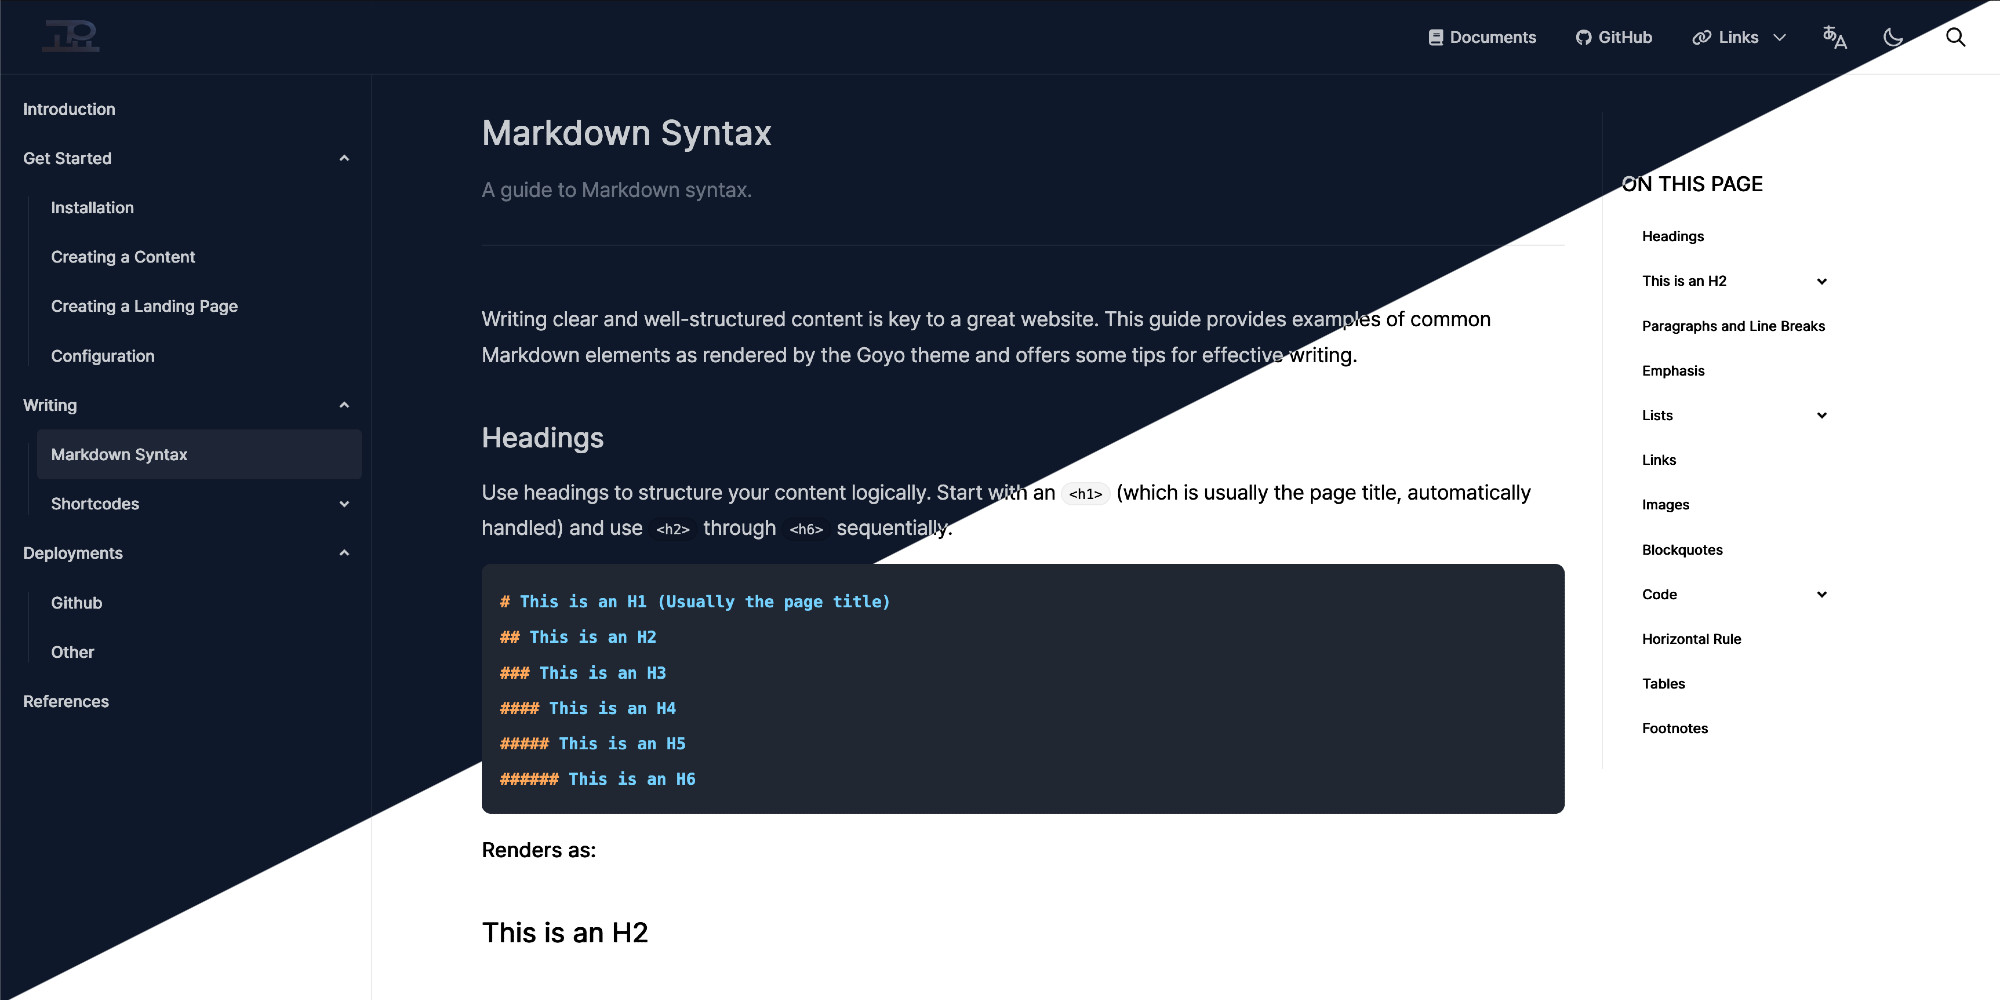 Documents
GitHub
Links
あA
Introduction
Get Started
Installation
Creating a Content
Creating a Landing Page
Configuration
Writing
Markdown Syntax
Shortcodes
Deployments
Github
Other
References
Markdown Syntax
A guide to Markdown syntax.
Writing clear and well-structured content is key to a great website. This guide provides examples of common
Markdown elements as rendered by the Goyo theme and offers some tips for effective writing.
Headings
Use headings to structure your content logically. Start with an <h1> (which is usually the page title, automatically
handled) and use <h2> through <h6> sequentially.
# This is an H1 (Usually the page title)
## This is an H2
### This is an H3
#### This is an H4
##### This is an H5
###### This is an H6
Renders as:
This is an H2
ON THIS PAGE
Headings
This is an H2
Paragraphs and Line Breaks
Emphasis
Lists
Links
Images
Blockquotes
Code
Horizontal Rule
Tables
Footnotes